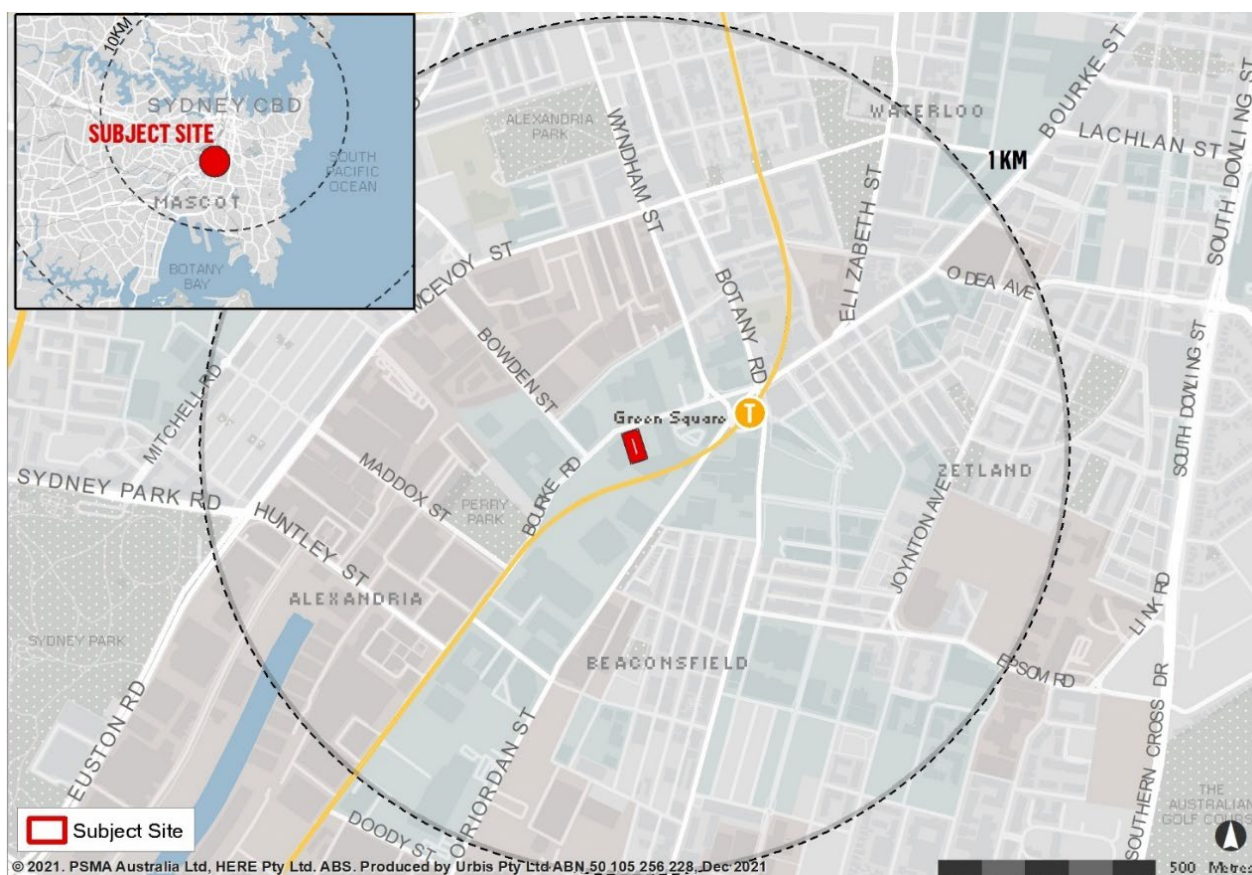 10KM
SYDNEY CBD
SUBJECT SITE
SOUTH
PACIFIC
OCEAN
MASCOT
BOTANY
BAY
ALEXANDRIA
PARK
WYNDHAM ST
WATERLOO
BOURKE ST
LACHLAN ST
SOUTH DOWLING ST
1 KM
MCEVOY ST
ELIZABETH ST
BOTANY RD
O DEA AVE
BOWDEN ST
MITCHELL RD
Green Square
T
SOUTH DOWLING ST
SYDNEY PARK RD
MADDOX ST
BOURKE RD
PERRY
PARK
ZETLAND
JOYNTON AVE
HUNTLEY ST
ALEXANDRIA
SYDNEY PARK
BEACONSFIELD
LINK RD
EPSOM RD
EUSTON RD
O RIORDAN ST
SOUTHERN CROSS DR
DOODY ST
THE
AUSTRALIAN
GOLF COURSE
Subject Site
© 2021. PSMA Australia Ltd, HERE Pty Ltd. ABS. Produced by Urbis Pty Ltd ABN 50 105 256 228, Dec 2021
500 Metres